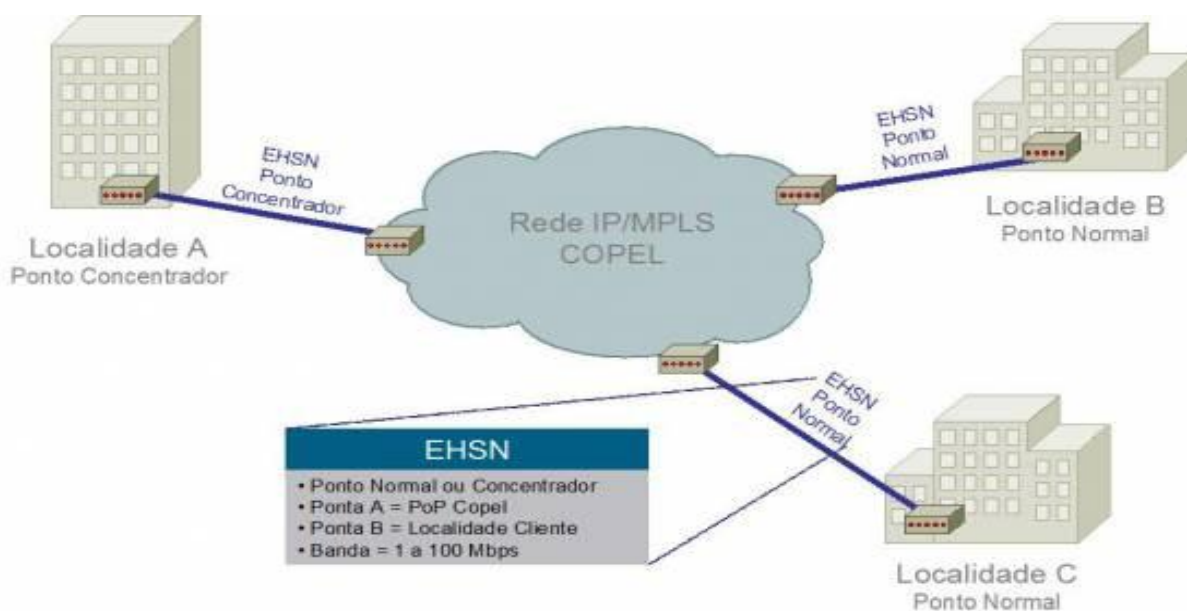 EHSN
Ponto
Concentrador
Localidade A
Ponto Concentrador
Rede IP/MPLS
COPEL
EHSN
Ponto
Normal
Localidade B
Ponto Normal
EHSN
Ponto
Normal
EHSN
• Ponto Normal ou Concentrador
• Ponta A = PoP Copel
• Ponta B = Localidade Cliente
• Banda = 1 a 100 Mbps
Localidade C
Ponto Normal